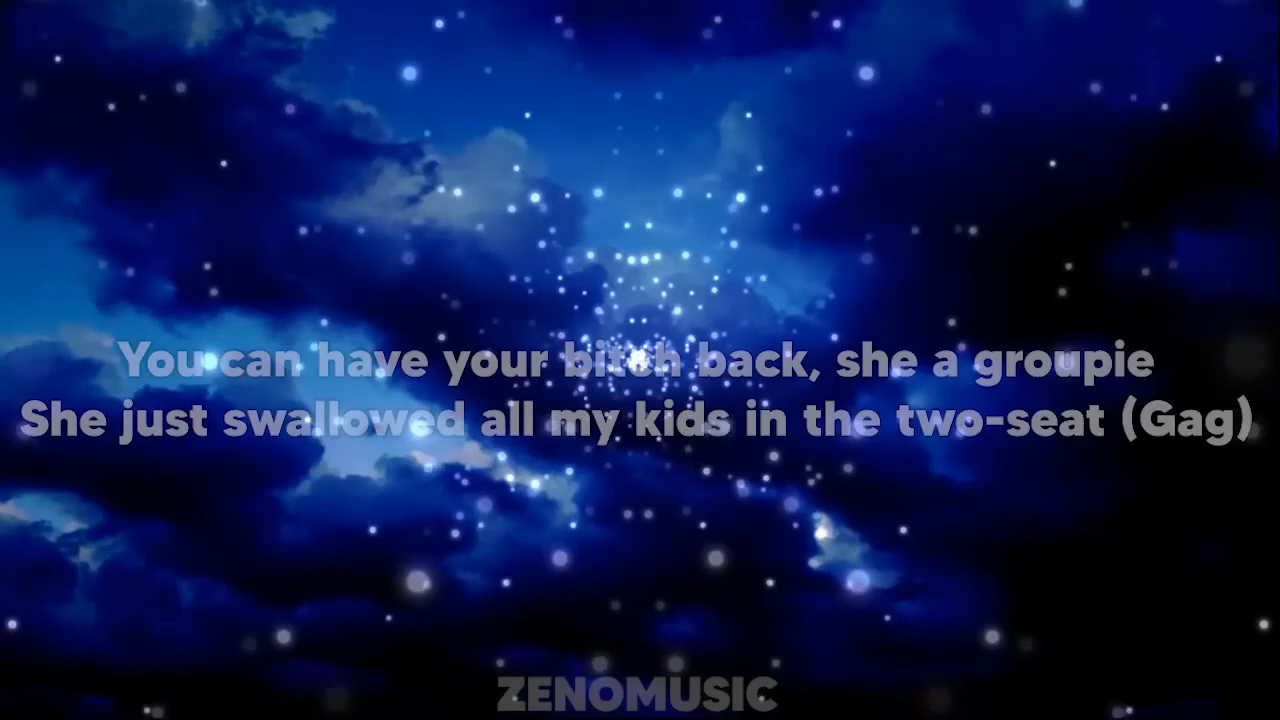 You can have your bitch back, she a groupie
She just swallowed all my kids in the two-seat (Gag)
ZENOMUSIC